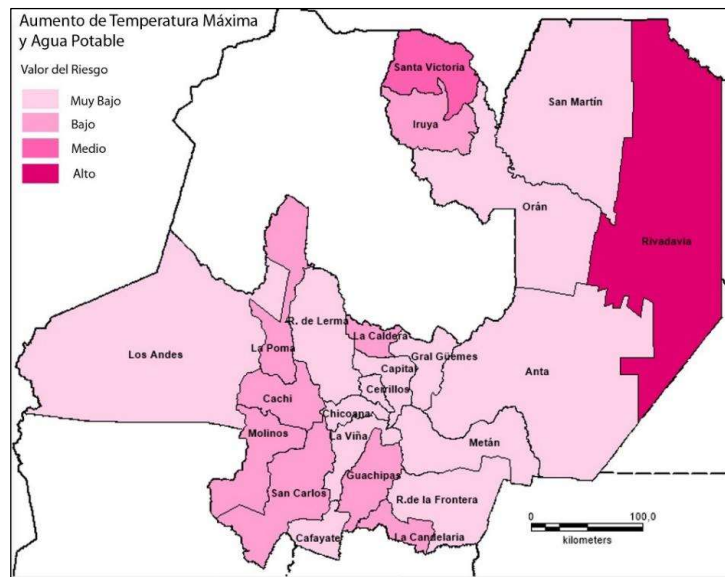 Aumento de Temperatura Máxima
y Agua Potable
Valor del Riesgo
Muy Bajo
Bajo
Medio
Alto
Santa Victoria
San Martín
Iruya
Orán
Rivadavia
R. de Lerma
La Caldera
La Poma
Gral Güemes
Los Andes
Capital
Anta
Cerrillos
Cachi
Chicoana
Molinos
La Viña
Metán
Guachipas
San Carlos
R.de la Frontera
Cafayate
La Candelaria
0
100,0
kilometers